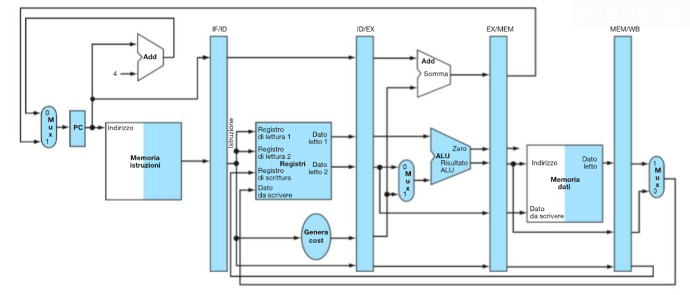 IF/ID
ID/EX
EX/MEM
MEM/WB
Add
4
Add
Somma
0
M
u
x
1
PC
Indirizzo
Memoria
istruzioni
Istruzione
Registro
di lettura 1
Registro
di lettura 2
Registri
Registro
di scrittura
Dato
da scrivere
Dato
letto 1
Dato
letto 2
0
M
u
x
1
Zero
ALU
Risultato
ALU
Indirizzo
Dato
letto
Memoria
dati
Dato
da scrivere
1
M
u
x
0
Genera
cost